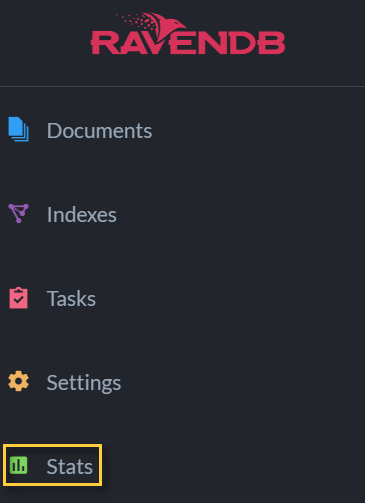 RAVENDB
Documents
Indexes
Tasks
Settings
Stats